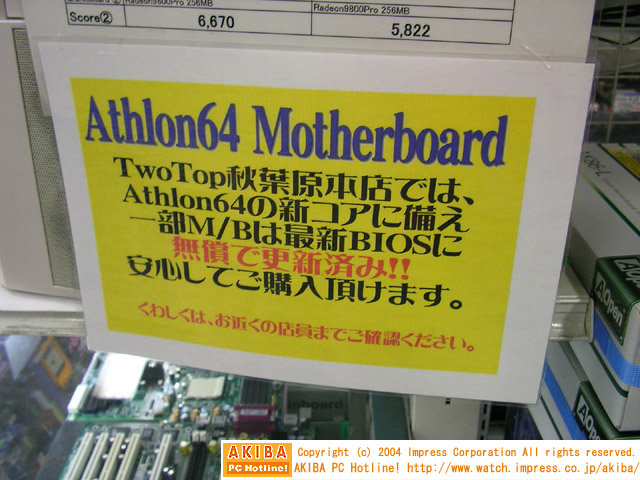 Radeon9800Pro 256MB
Radeon9800Pro 256MB
Score② 6,670 5,822
Athlon64 Motherboard
TwoTop秋葉原本店では、
Athlon64の新コアに備え
一部M/Bは最新BIOSに
無償で更新済み!!
安心してご購入頂けます。
くわしくは、お近くの店員までご確認ください。
AOpen
AOpen
AKIBA
PC Hotline!
Copyright (c) 2004 Impress Corporation All rights reserved.
AKIBA PC Hotline! http://www.watch.impress.co.jp/akiba/